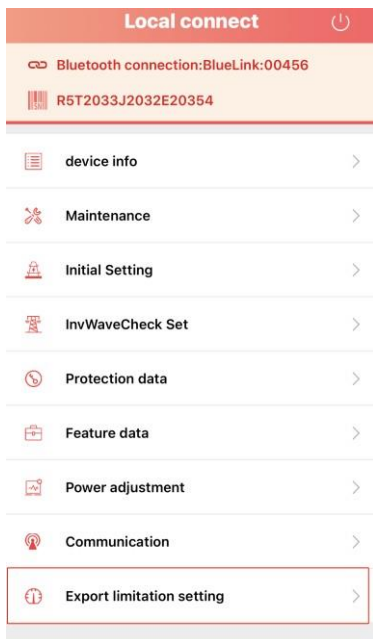 Local connect
Bluetooth connection:BlueLink:00456
R5T2033J2032E20354
device info
Maintenance
Initial Setting
InvWaveCheck Set
Protection data
Feature data
Power adjustment
Communication
Export limitation setting